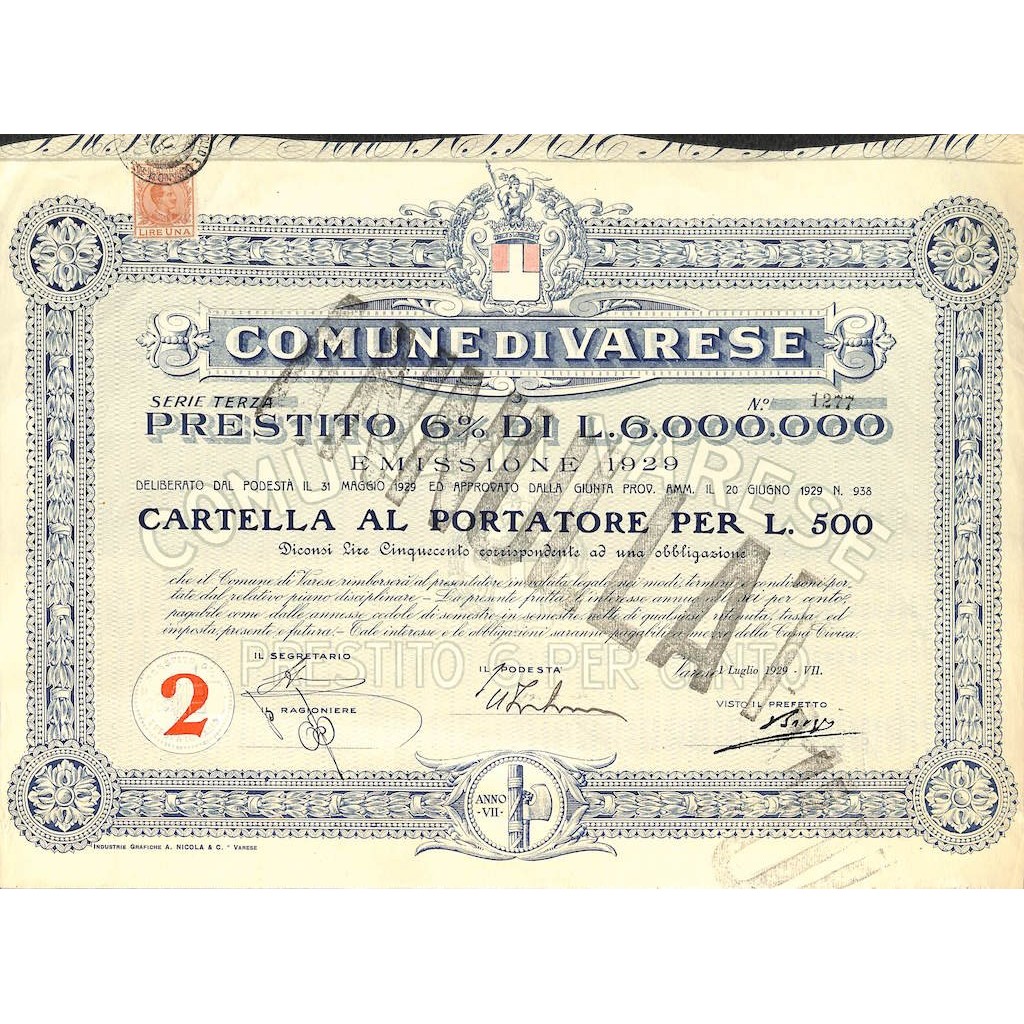 LIRE UNA
COMUNE DI VARESE
SERIE TERZA N.º 1277
PRESTITO 6% DI L. 6.000.000
EMISSIONE 1929
DELIBERATO DAL PODESTÀ IL 31 MAGGIO 1929 ED APPROVATO DALLA GIUNTA PROV. AMM. IL 20 GIUGNO 1929 N. 938
CARTELLA AL PORTATORE PER L. 500
Diconsi Lire Cinquecento corrispondente ad una obbligazione
che il Comune di Varese rimborserà al presentatore in valuta legale, nei modi, termini e condizioni por-
tate dal relativo piano disciplinare - La presente frutta l'interesse annuo del sei per cento,
pagabile come dalle annesse cedole di semestre in semestre, netto di qualsiasi ritenuta, tassa ed
imposta, presente e futura. - Tale interesse e le obbligazioni saranno pagabili a mezzo della Cassa Civica.
COMUNE DI VARESE
PRESTITO 6 PER CENTO
ANNULLATO
Varese, 1 Luglio 1929 - VII.
IL SEGRETARIO
IL PODESTA'
VISTO IL PREFETTO
IL RAGIONIERE
2
ANNO
-VII-
INDUSTRIE GRAFICHE A. NICOLA & C. - VARESE